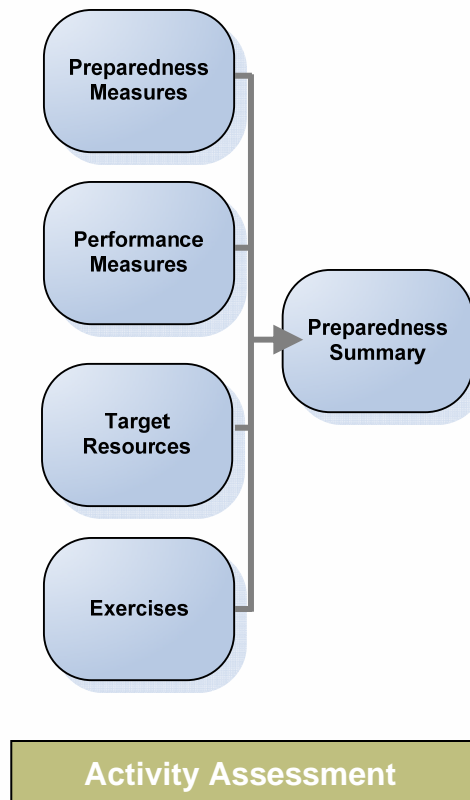 Preparedness
Measures
Performance
Measures
Preparedness
Summary
Target
Resources
Exercises
Activity Assessment